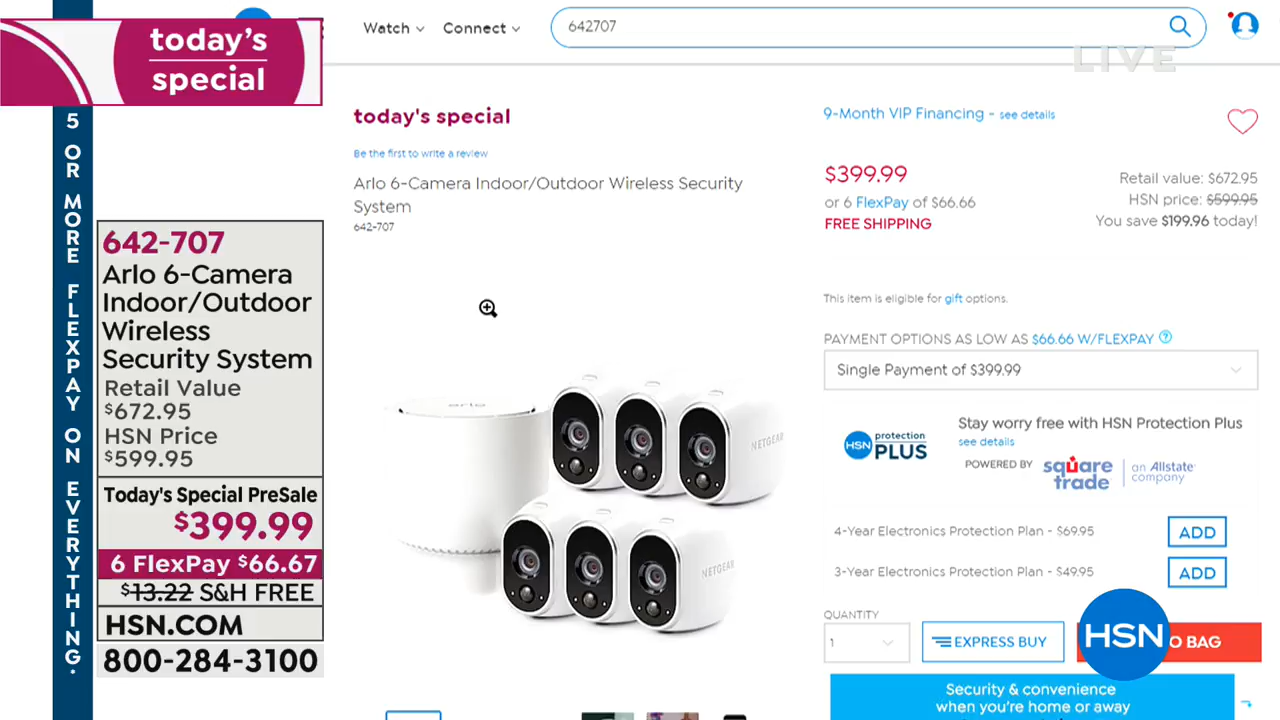 today's
special
5 OR MORE FLEXPAY ON EVERYTHING.
642-707
Arlo 6-Camera
Indoor/Outdoor
Wireless
Security System
Retail Value
$672.95
HSN Price
$599.95
Today's Special PreSale
$399.99
6 FlexPay $66.67
$13.22 S&H FREE
HSN.COM
800-284-3100
Watch Connect 642707
LIVE
today's special
Be the first to write a review
Arlo 6-Camera Indoor/Outdoor Wireless Security
System
642-707
arlo
NETGEAR
NETGEAR
9-Month VIP Financing - see details
$399.99
or 6 FlexPay of $66.66
FREE SHIPPING
Retail value: $672.95
HSN price: $599.95
You save $199.96 today!
This item is eligible for gift options.
PAYMENT OPTIONS AS LOW AS $66.66 W/FLEXPAY ?
Single Payment of $399.99
HSN protection PLUS
Stay worry free with HSN Protection Plus
see details
POWERED BY square trade an Allstate company
4-Year Electronics Protection Plan - $69.95 ADD
3-Year Electronics Protection Plan - $49.95 ADD
QUANTITY
1 EXPRESS BUY HSN O BAG
Security & convenience
when you're home or away